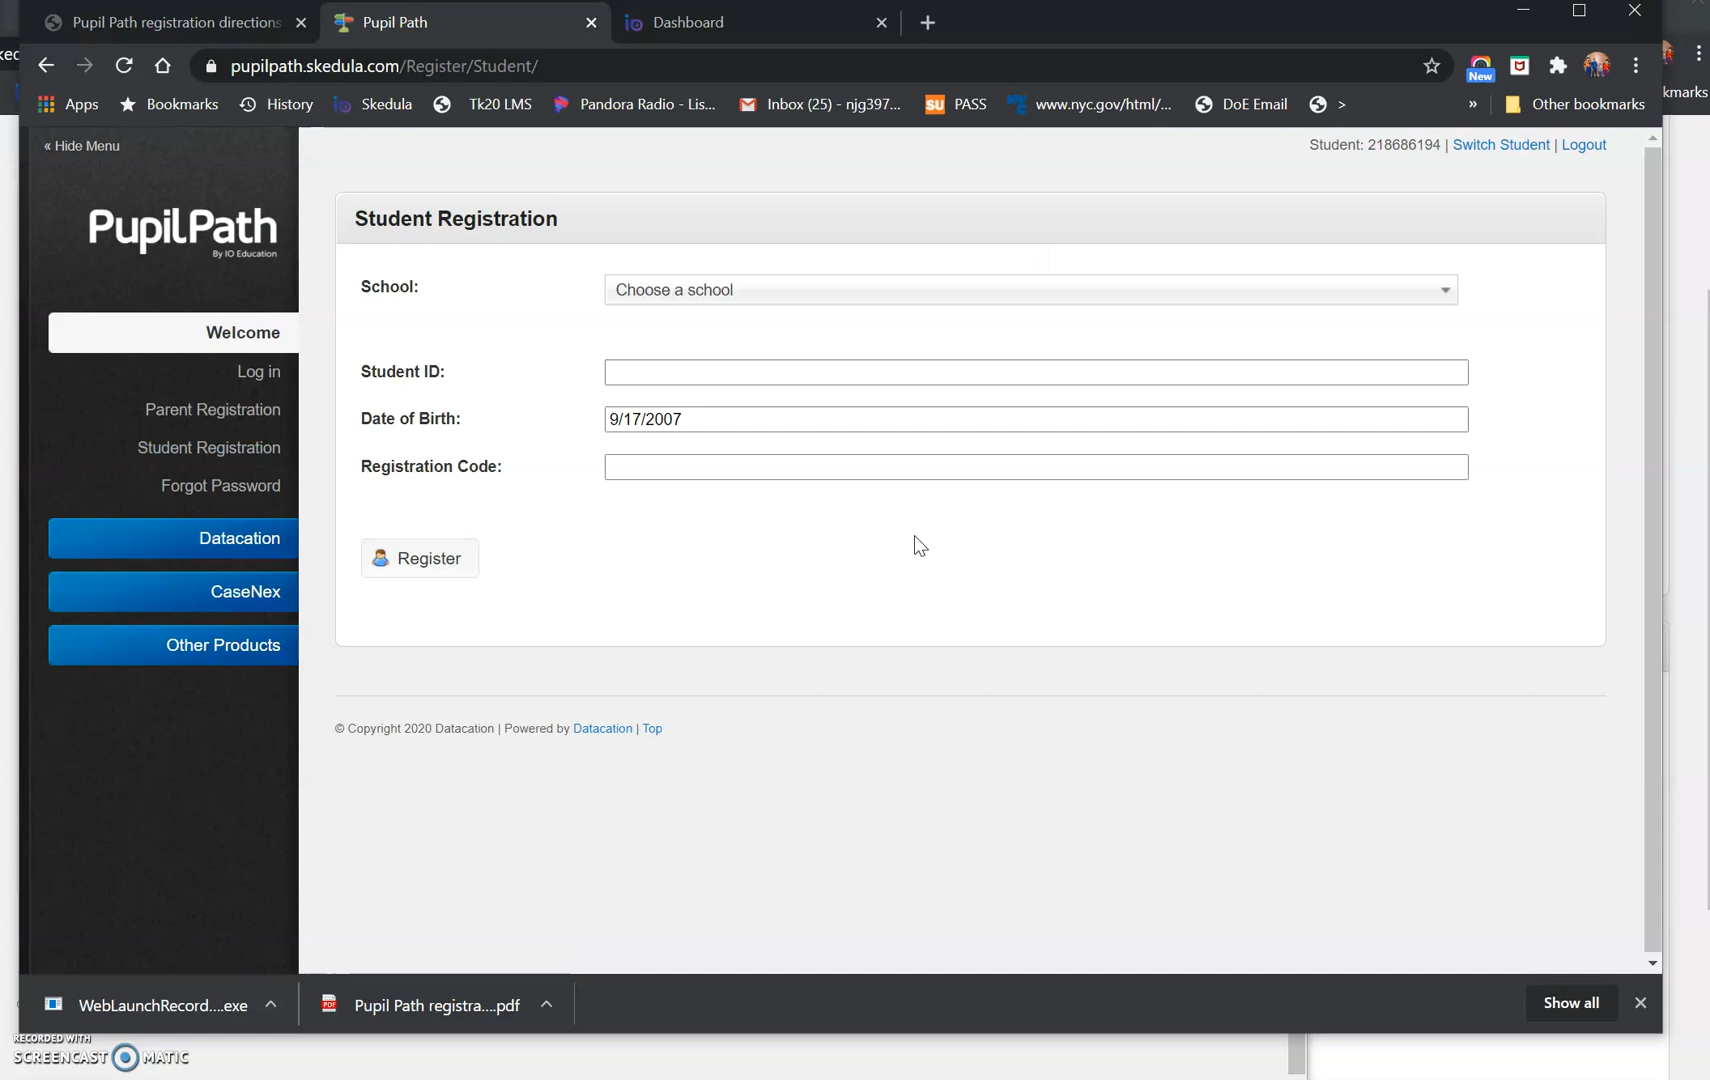 Pupil Path registration directions
Pupil Path
Dashboard
pupilpath.skedula.com/Register/Student/
New
Apps
Bookmarks
History
Skedula
Tk20 LMS
Pandora Radio - Lis...
Inbox (25) - njg397...
SU PASS
www.nyc.gov/html/...
DoE Email
>
»
Other bookmarks
kmarks
« Hide Menu
Student: 218686194 | Switch Student | Logout
PupilPath
By IO Education
Student Registration
School:
Choose a school
Welcome
Log in
Student ID:
Parent Registration
Date of Birth:
9/17/2007
Student Registration
Registration Code:
Forgot Password
Datacation
Register
CaseNex
Other Products
© Copyright 2020 Datacation | Powered by Datacation | Top
WebLaunchRecord....exe
PDF
Pupil Path registra....pdf
Show all
RECORDED WITH
SCREENCAST MATIC